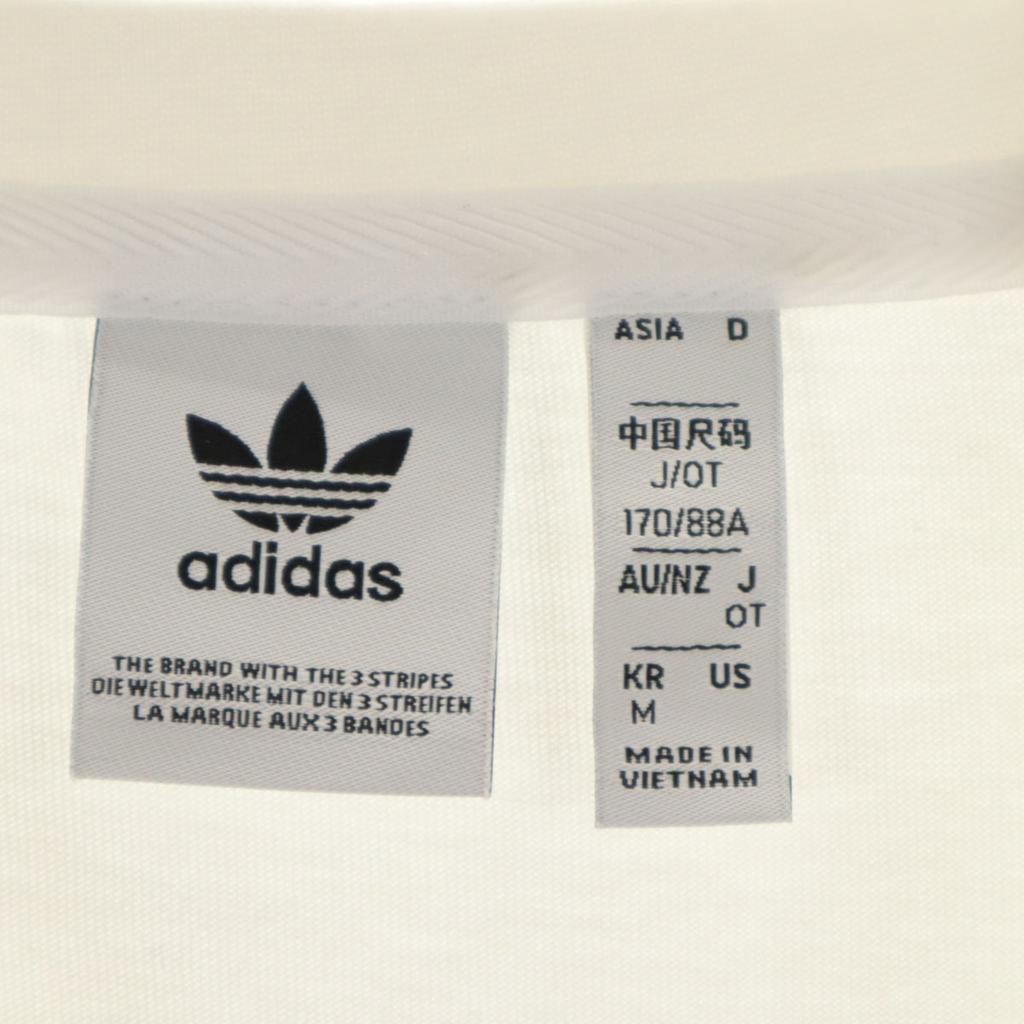 adidas
THE BRAND WITH THE 3 STRIPES
DIE WELTMARKE MIT DEN 3 STREIFEN
LA MARQUE AUX 3 BANDES
ASIA D
中国尺码
J/OT
170/88A
AU/NZ J
OT
KR US
M
MADE IN
VIETNAM